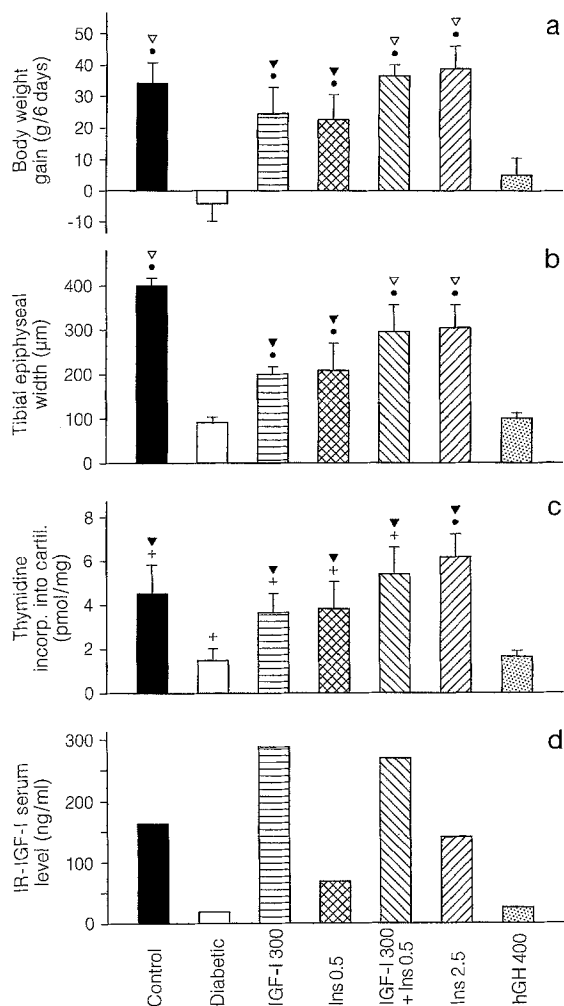 a
Body weight
gain (g/6 days)
50
40
30
20
10
0
-10
b
Tibial epiphyseal
width (μm)
400
300
200
100
0
c
Thymidine
incorp. into cartil.
(pmol/mg)
8
6
4
2
0
+
+
+
+
+
d
IR-IGF-I serum
level (ng/ml)
300
200
100
0
Control
Diabetic
IGF-I 300
Ins 0.5
IGF-I 300
+ Ins 0.5
Ins 2.5
hGH 400